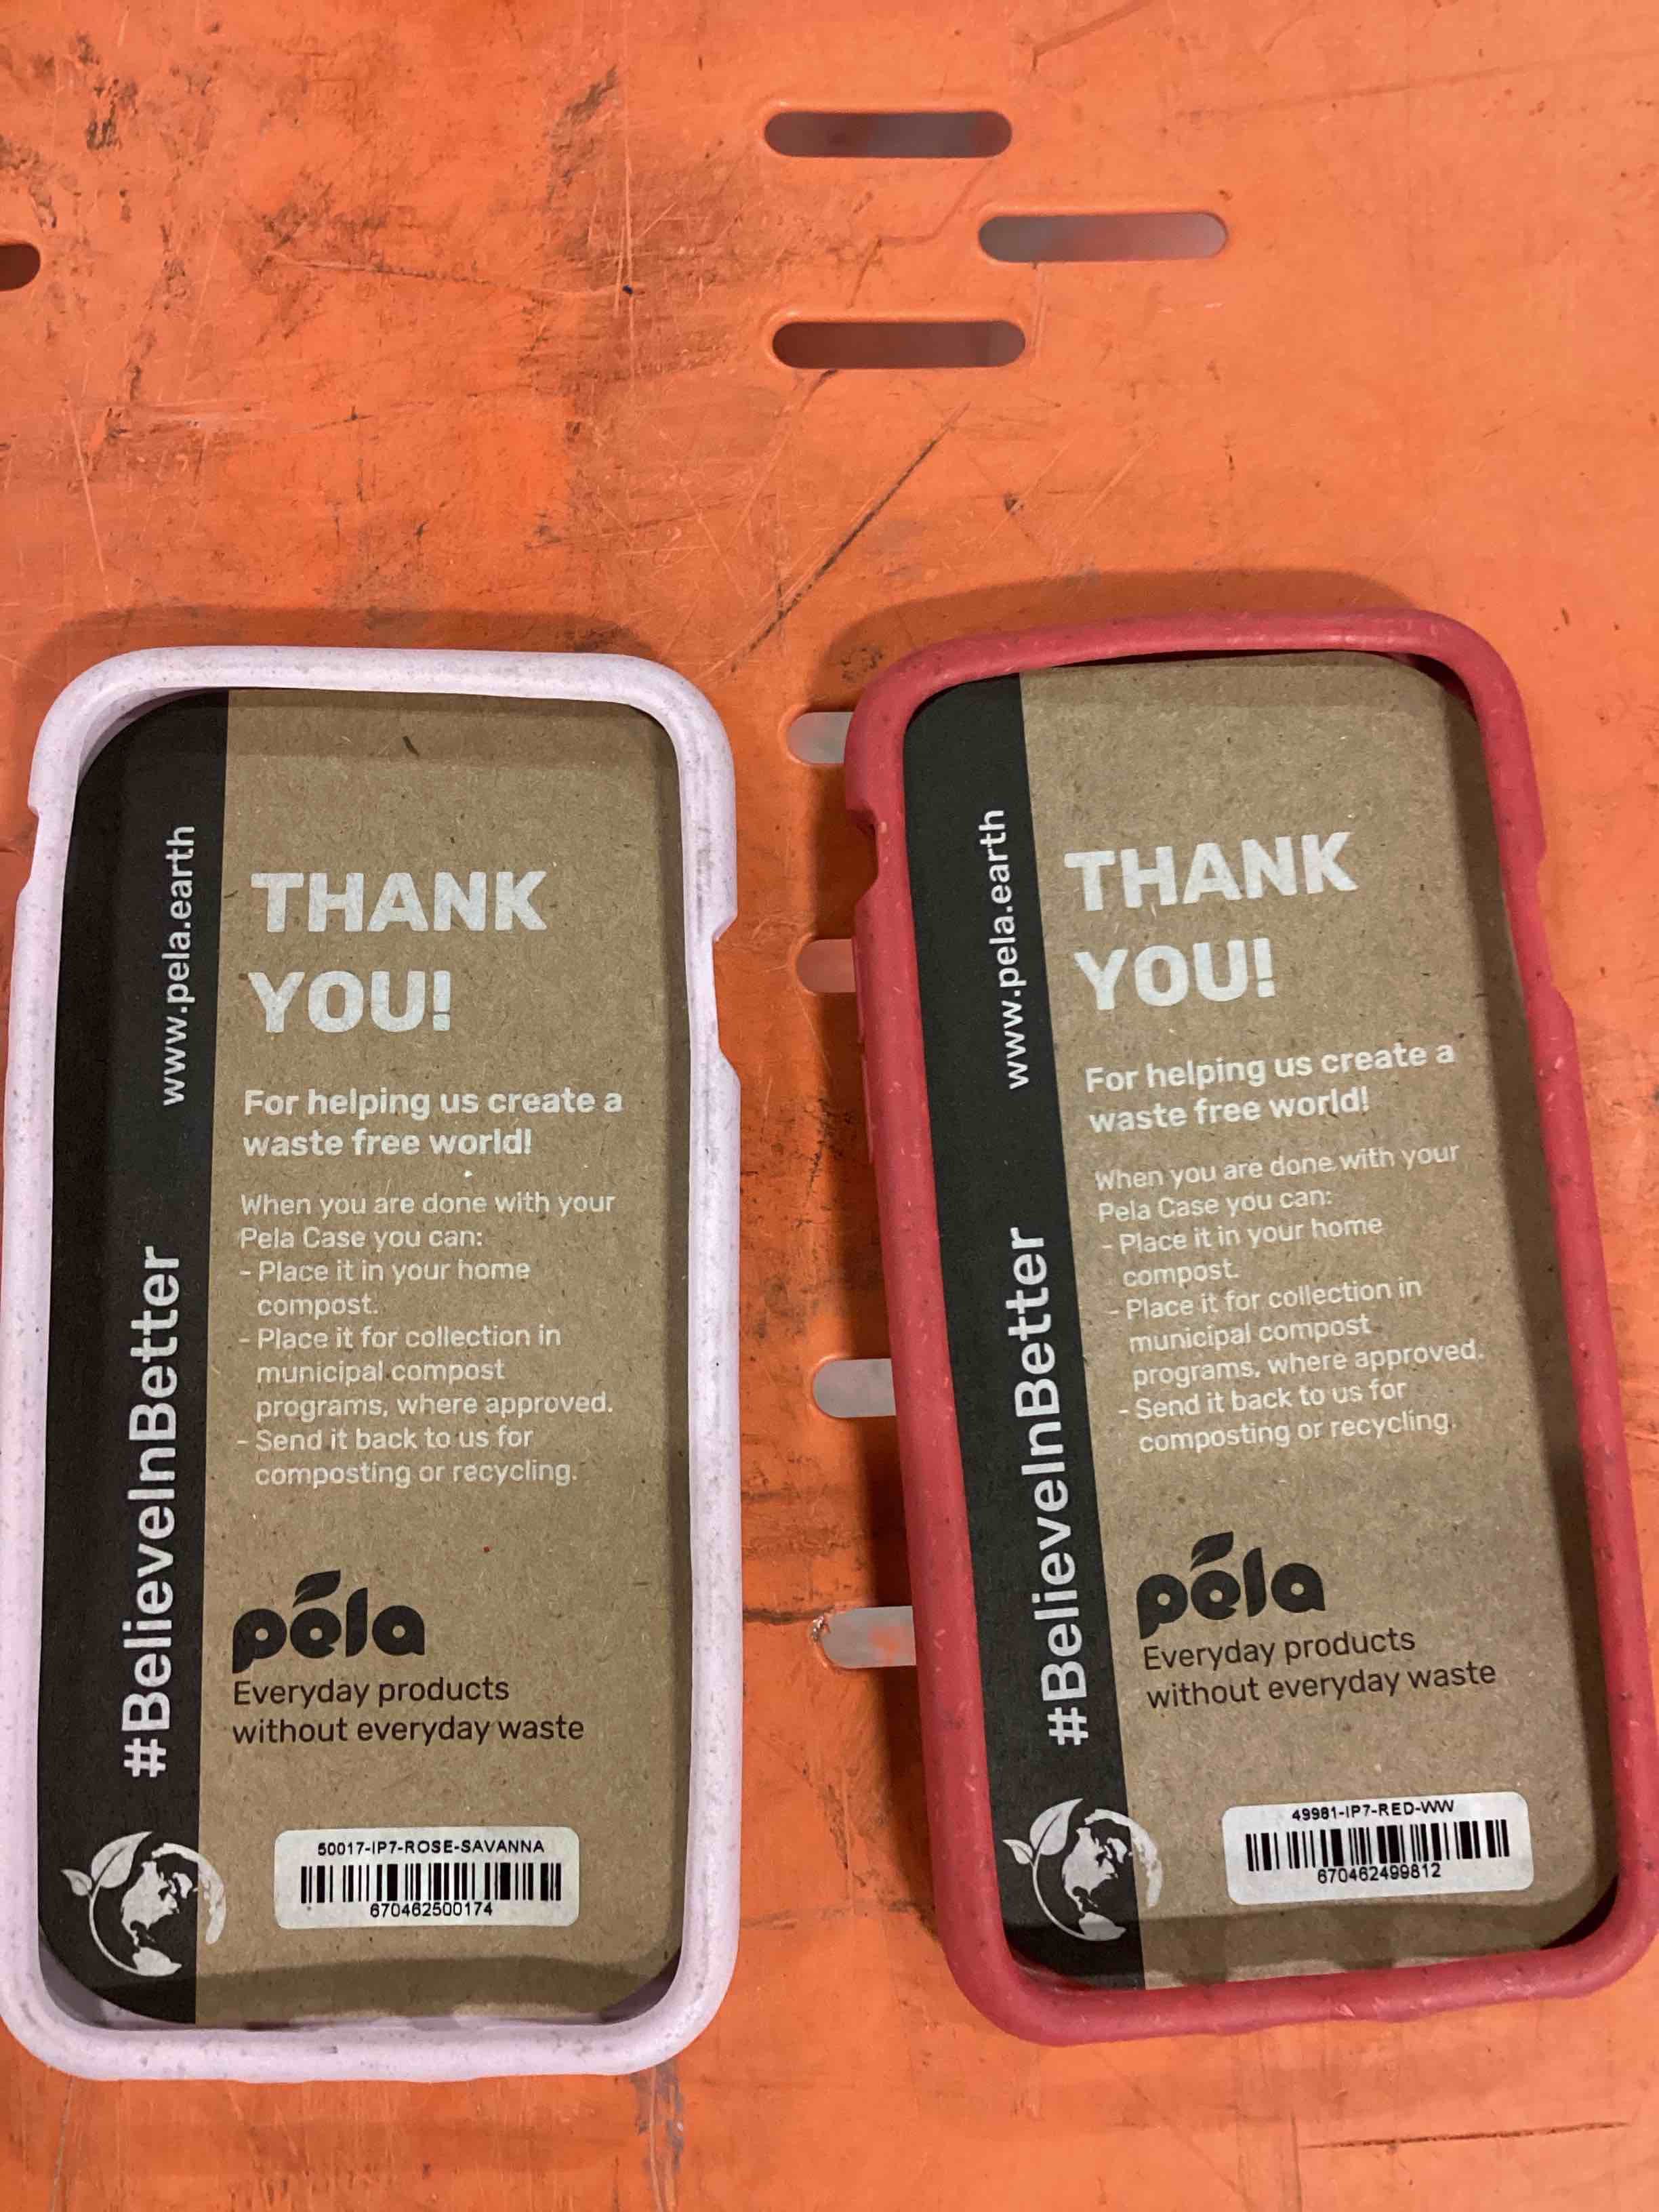 www.pela.earth
#BelieveInBetter
THANK
YOU!
For helping us create a
waste free world!
When you are done with your
Pela Case you can:
- Place it in your home
compost.
- Place it for collection in
municipal compost
programs, where approved.
- Send it back to us for
composting or recycling.
pela
Everyday products
without everyday waste
50017-IP7-ROSE-SAVANNA
670462500174
www.pela.earth
#BelieveInBetter
THANK
YOU!
For helping us create a
waste free world!
When you are done with your
Pela Case you can:
- Place it in your home
compost.
- Place it for collection in
municipal compost
programs, where approved.
- Send it back to us for
composting or recycling.
pela
Everyday products
without everyday waste
49981-IP7-RED-WW
670462499812